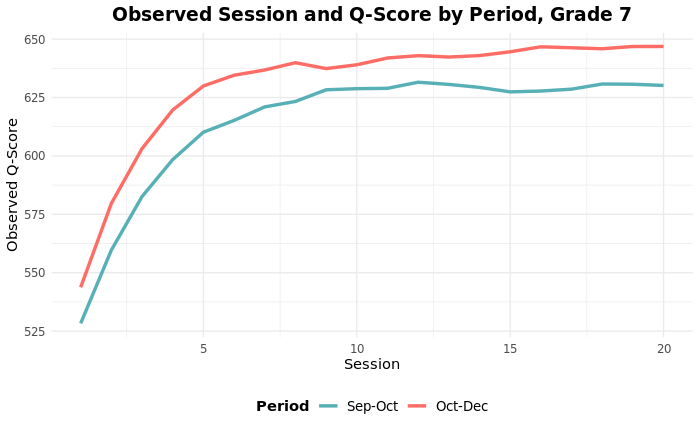 Observed Session and Q-Score by Period, Grade 7
Observed Q-Score
650
625
600
575
550
525
5 10 15 20
Session
Period Sep-Oct Oct-Dec